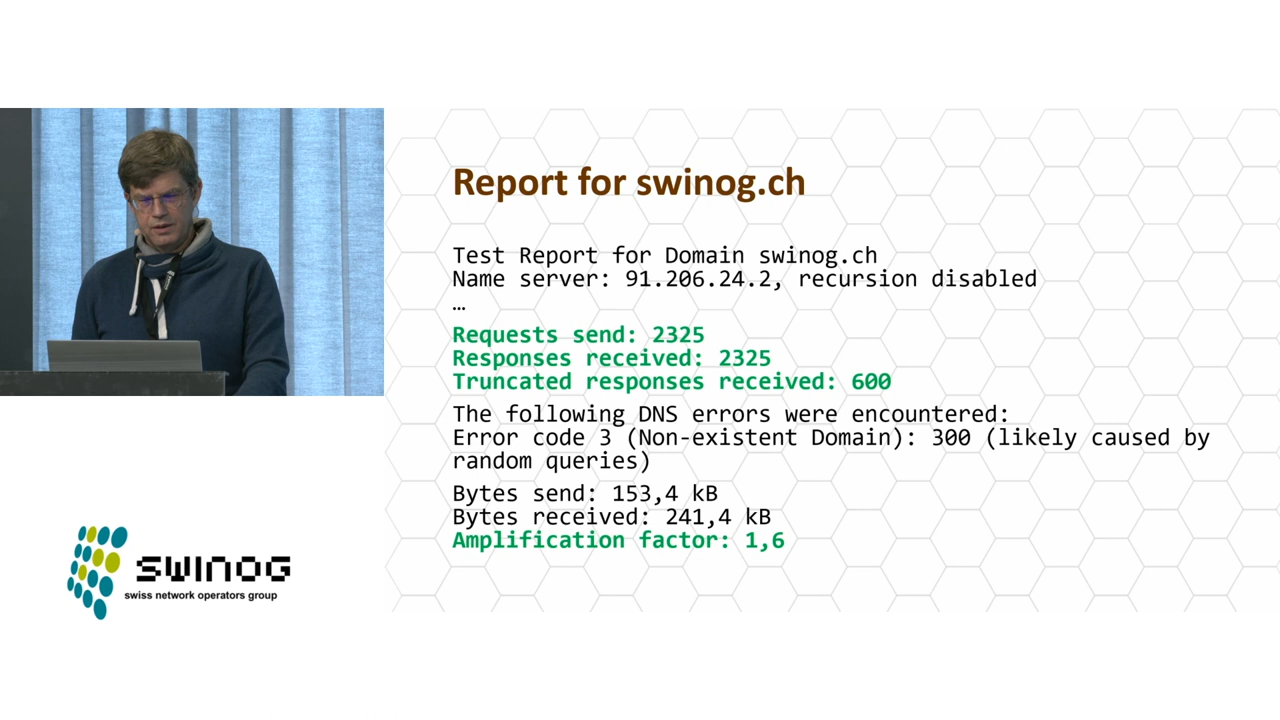 Report for swinog.ch
Test Report for Domain swinog.ch
Name server: 91.206.24.2, recursion disabled
…
Requests send: 2325
Responses received: 2325
Truncated responses received: 600
The following DNS errors were encountered:
Error code 3 (Non-existent Domain): 300 (likely caused by
random queries)
Bytes send: 153,4 kB
Bytes received: 241,4 kB
Amplification factor: 1,6
SWINOG
swiss network operators group